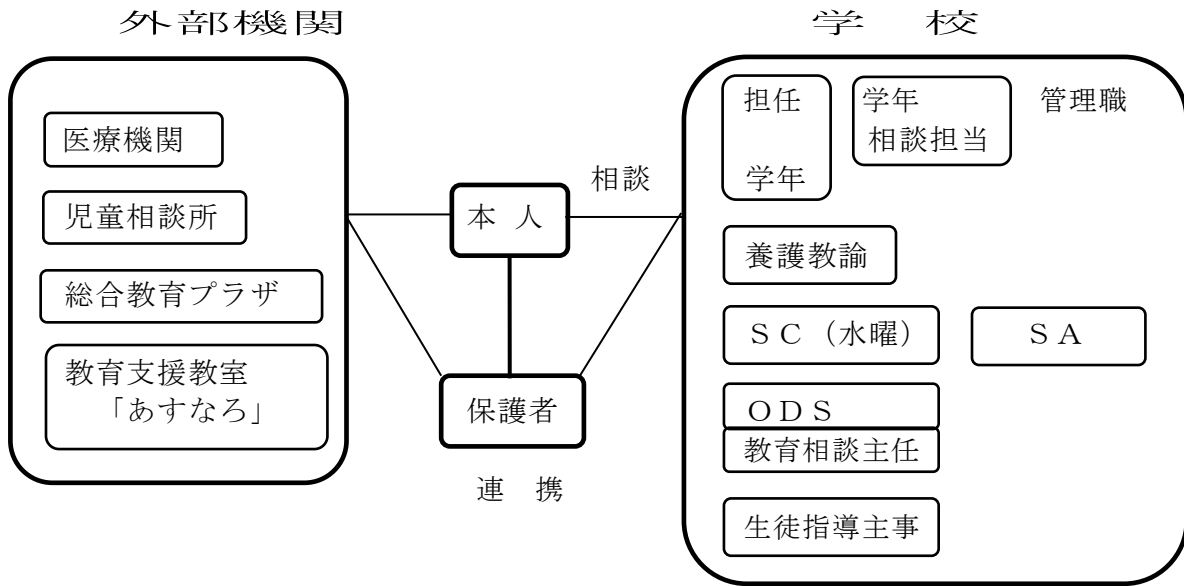 外部機関
医療機関
児童相談所
総合教育プラザ
教育支援教室
「あすなろ」
本 人
相談
保護者
連 携
学 校
担任
学年
学年
相談担当
管理職
養護教諭
SC(水曜)
SA
ODS
教育相談主任
生徒指導主事